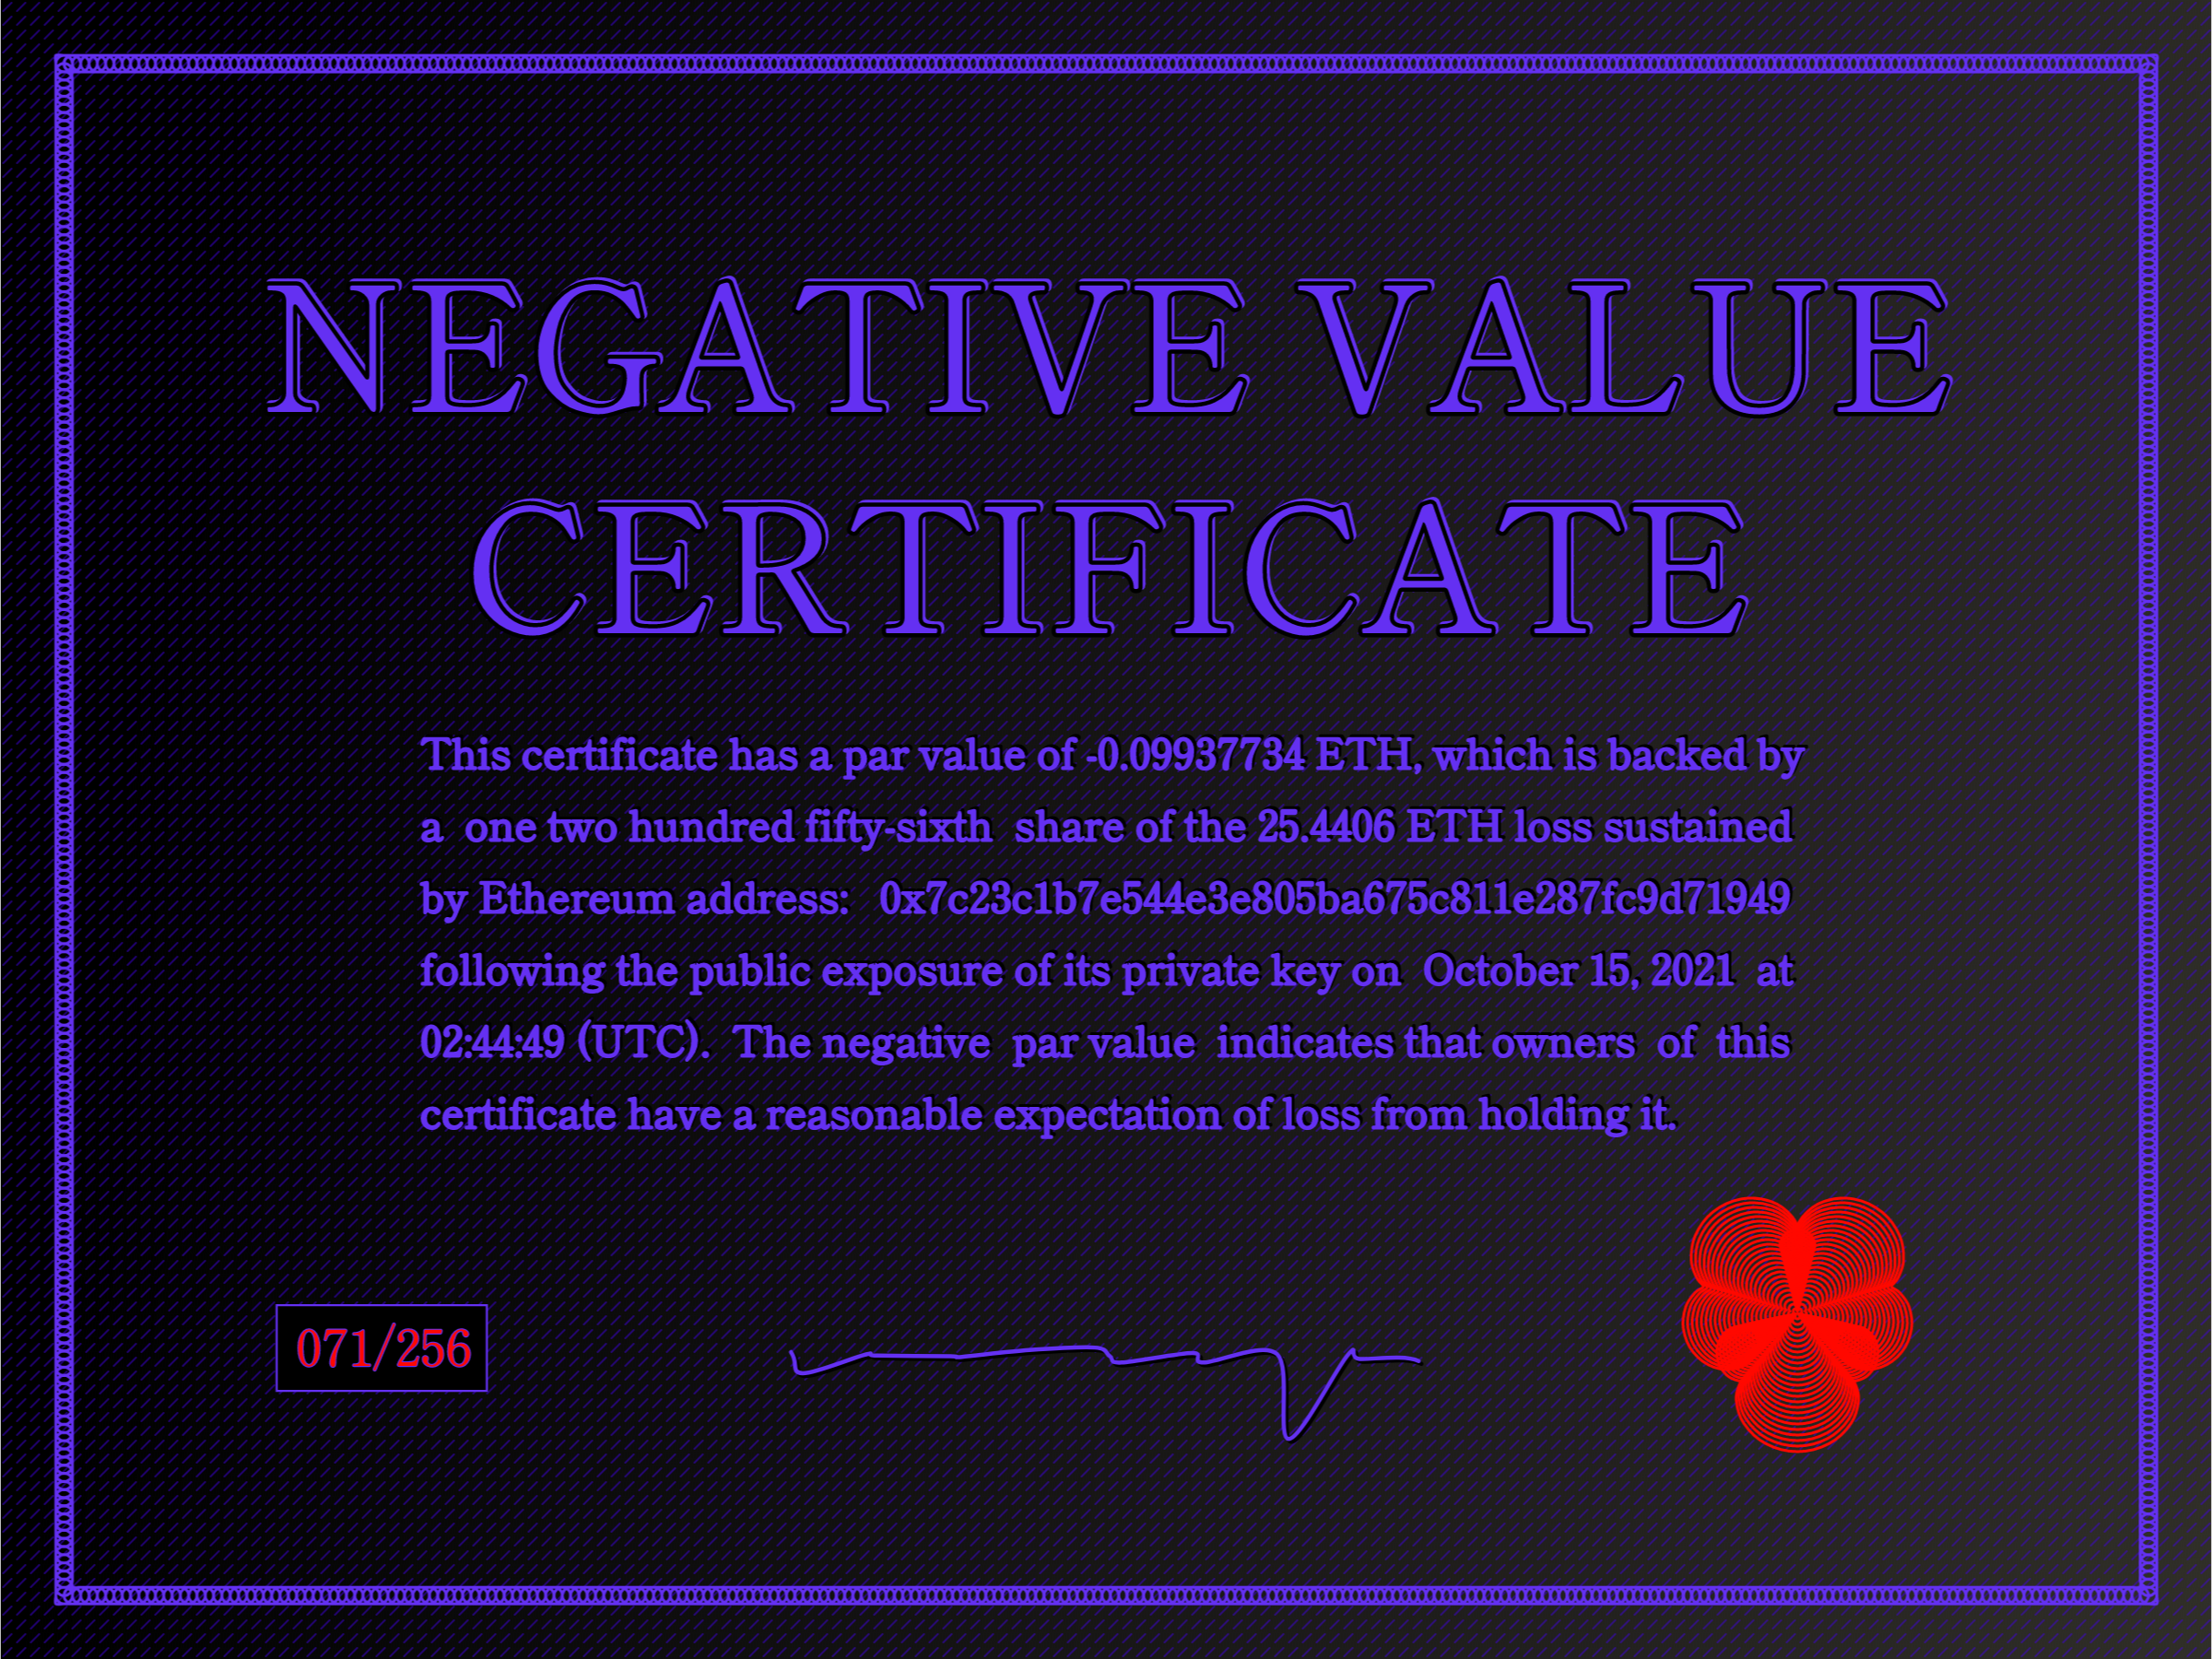 NEGATIVE VALUE
CERTIFICATE
This certificate has a par value of -0.09937734 ETH, which is backed by
a one two hundred fifty-sixth share of the 25.4406 ETH loss sustained
by Ethereum address: 0x7c23c1b7e544e3e805ba675c811e287fc9d71949
following the public exposure of its private key on October 15, 2021 at
02:44:49 (UTC). The negative par value indicates that owners of this
certificate have a reasonable expectation of loss from holding it.
071/256